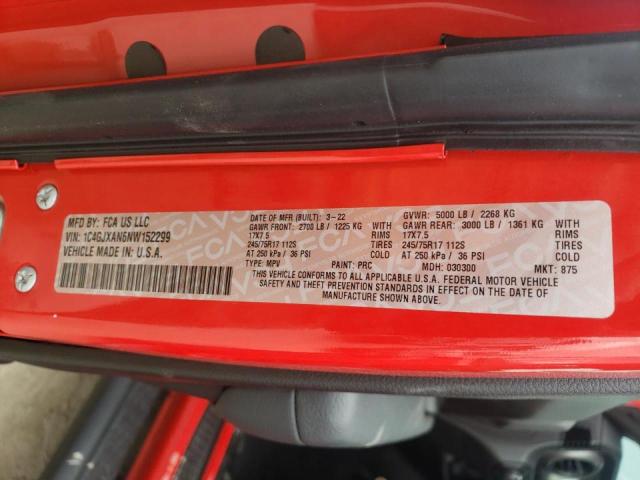 MFD BY: FCA US LLC
VIN: 1C4GJXAN6NW152299
VEHICLE MADE IN: U.S.A.
DATE OF MFR (BUILT): 3-22 GVWR: 5000 LB / 2268 KG
GAWR FRONT: 2700 LB / 1225 KG WITH GAWR REAR: 3000 LB / 1361 KG WITH
17X7.5 RIMS 17X7.5 RIMS
245/75R17 112S TIRES 245/75R17 112S TIRES
AT 250 kPa / 36 PSI COLD AT 250 kPa / 36 PSI COLD
TYPE: MPV PAINT: PRC MDH: 030300 MKT: 875
THIS VEHICLE CONFORMS TO ALL APPLICABLE U.S.A. FEDERAL MOTOR VEHICLE
SAFETY AND THEFT PREVENTION STANDARDS IN EFFECT ON THE DATE OF
MANUFACTURE SHOWN ABOVE.